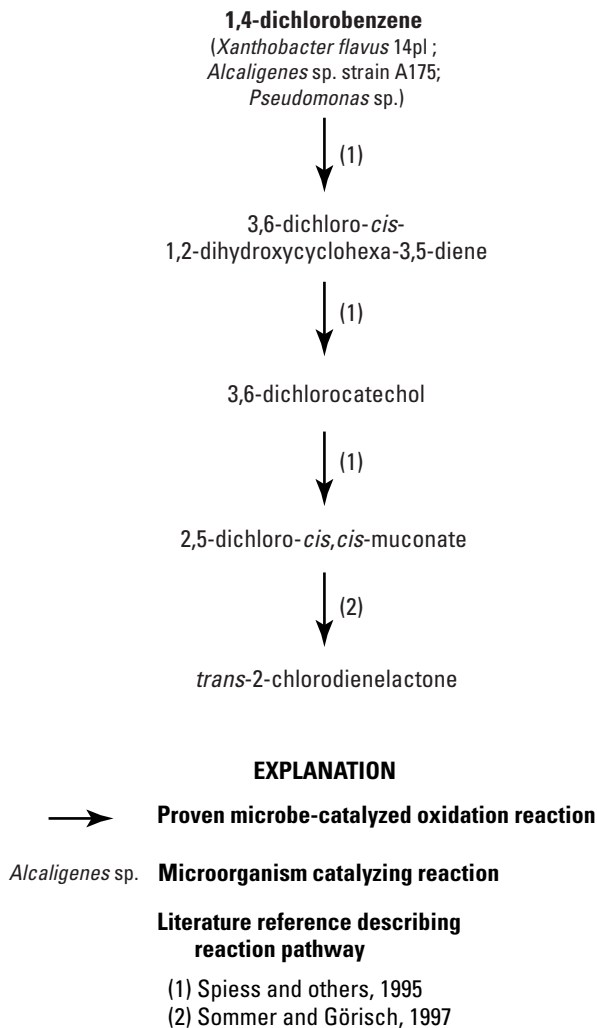 1,4-dichlorobenzene
(Xanthobacter flavus 14pl ;
Alcaligenes sp. strain A175;
Pseudomonas sp.)
(1)
3,6-dichloro-cis-
1,2-dihydroxycyclohexa-3,5-diene
(1)
3,6-dichlorocatechol
(1)
2,5-dichloro-cis,cis-muconate
(2)
trans-2-chlorodienelactone
EXPLANATION
Proven microbe-catalyzed oxidation reaction
Alcaligenes sp. Microorganism catalyzing reaction
Literature reference describing
reaction pathway
(1) Spiess and others, 1995
(2) Sommer and Görisch, 1997